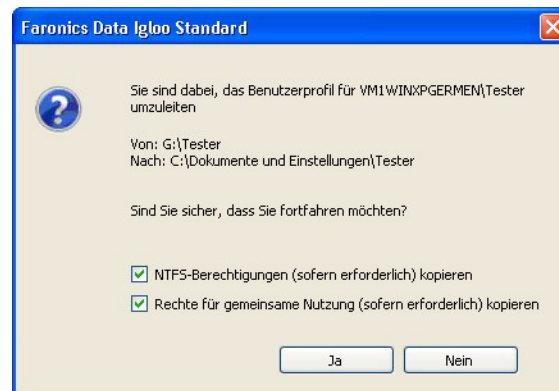 Faronics Data Igloo Standard
Sie sind dabei, das Benutzerprofil für VM1WINXPGERMEN\Tester
umzuleiten
Von: G:\Tester
Nach: C:\Dokumente und Einstellungen\Tester
Sind Sie sicher, dass Sie fortfahren möchten?
NTFS-Berechtigungen (sofern erforderlich) kopieren
Rechte für gemeinsame Nutzung (sofern erforderlich) kopieren
Ja
Nein